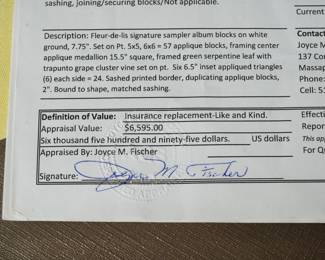 sashing, joining/securing blocks/Not applicable.
Current
Description: Fleur-de-lis signature sampler album blocks on white
ground, 7.75". Set on Pt. 5x5, 6x6 = 57 applique blocks, framing center
applique medallion 15.5" square, framed green serpentine leaf with
trapunto grape cluster vine set on pt. Six 6.5" inset appliqued triangles
(6) each side = 24. Sashed printed border, duplicating applique blocks,
2". Bound to shape, matched sashing.
Contact
Joyce M
137 Co
Massap
Phone:
Cell: 5
Definition of Value: Insurance replacement-Like and Kind.
Appraisal Value: $6,595.00
Six thousand five hundred and ninety-five dollars. US dollars
Appraised By: Joyce M. Fischer
Signature: Joyce M. Fischer
Effecti
Repor
This ap
For Qu